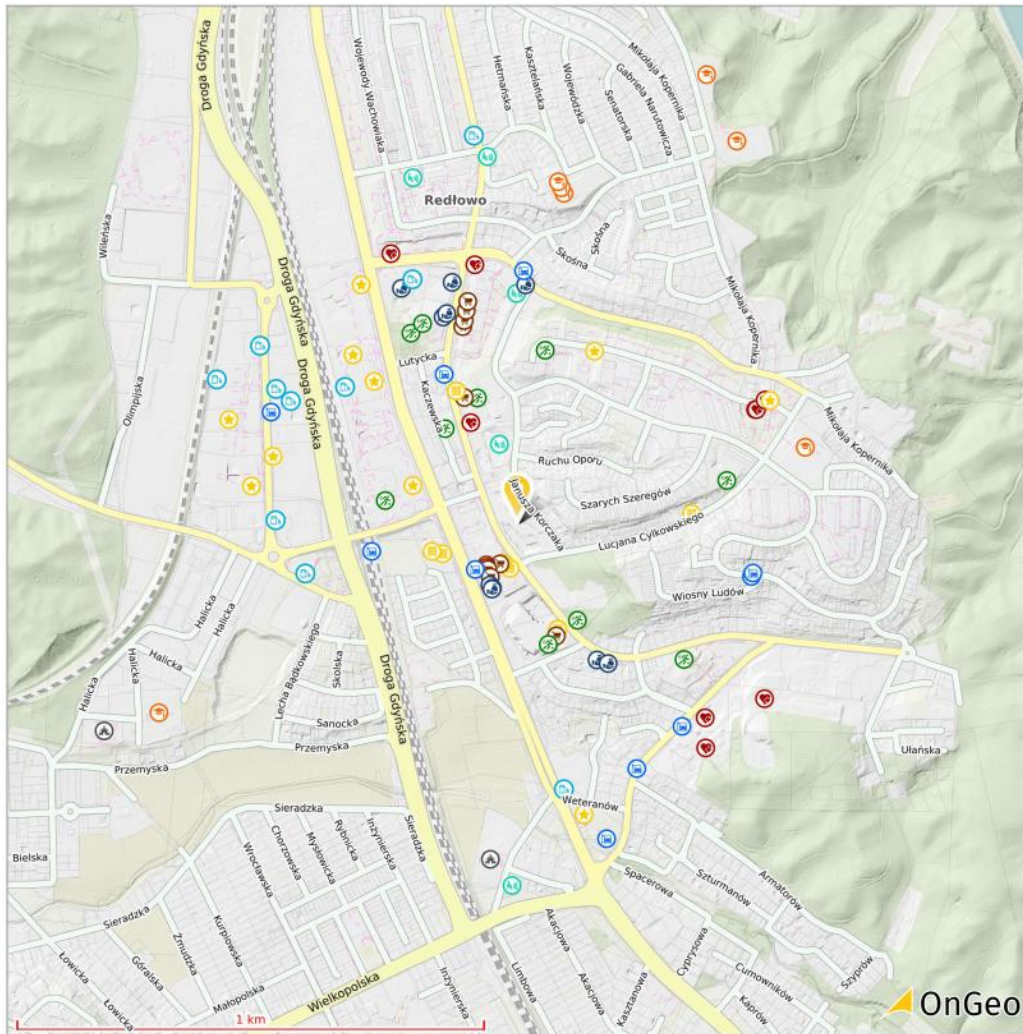 Droga Gdyńska
Wojewody Wachowiaka
Hetmańska
Kasztelańska
Wojewódzka
Senatorska
Mikołaja Kopernika
Gabriela Narutowicza
Redłowo
Wileńska
Skośna
Skośna
Droga Gdyńska
Mikołaja Kopernika
Olimpijska
Droga Gdyńska
Lutycka
Kaczewska
Mikołaja Kopernika
Ruchu Oporu
Janusza Korczaka
Szarych Szeregów
Lucjana Cylkowskiego
Wiosny Ludów
Halicka
Halicka
Halicka
Halicka
Halicka
Lecha Bądkowskiego
Skolska
Droga Gdyńska
Sanocka
Przemyska
Przemyska
Ułańska
Sieradzka
Weteranów
Bielska
Wrocławska
Chorzowska
Mysłowicka
Rybnicka
Inżynierska
Sieradzka
Spacerowa
Szturmanów
Armatorów
Sieradzka
Łowicka
Góralska
Żmudzka
Kurpiowska
Akacjowa
Cyprysowa
Szyprów
Łowicka
Małopolska
Wielkopolska
Inżynierska
Limbowa
Akacjowa
Kasztanowa
Cumowników
Kaprów
1 km
OnGeo